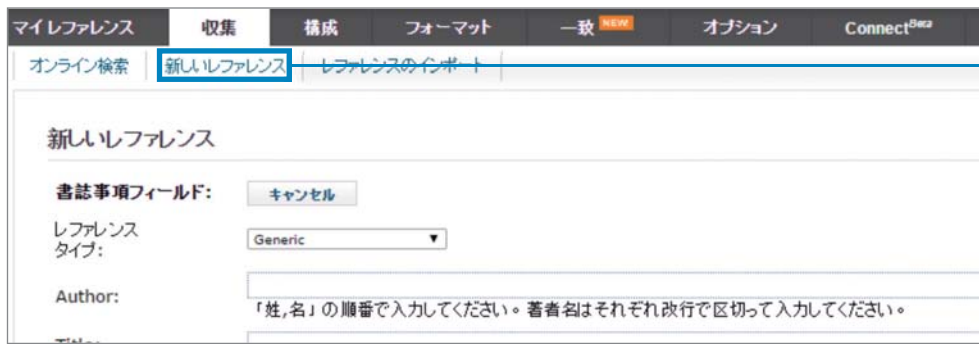 マイ レファレンス 収集 構成 フォーマット 一致 NEW オプション Connect Beta
オンライン検索 新しいレファレンス レファレンスのインポート
新しいレファレンス
書誌事項フィールド: キャンセル
レファレンス
タイプ: Generic
Author:
「姓,名」の順番で入力してください。著者名はそれぞれ改行で区切って入力してください。
Title: